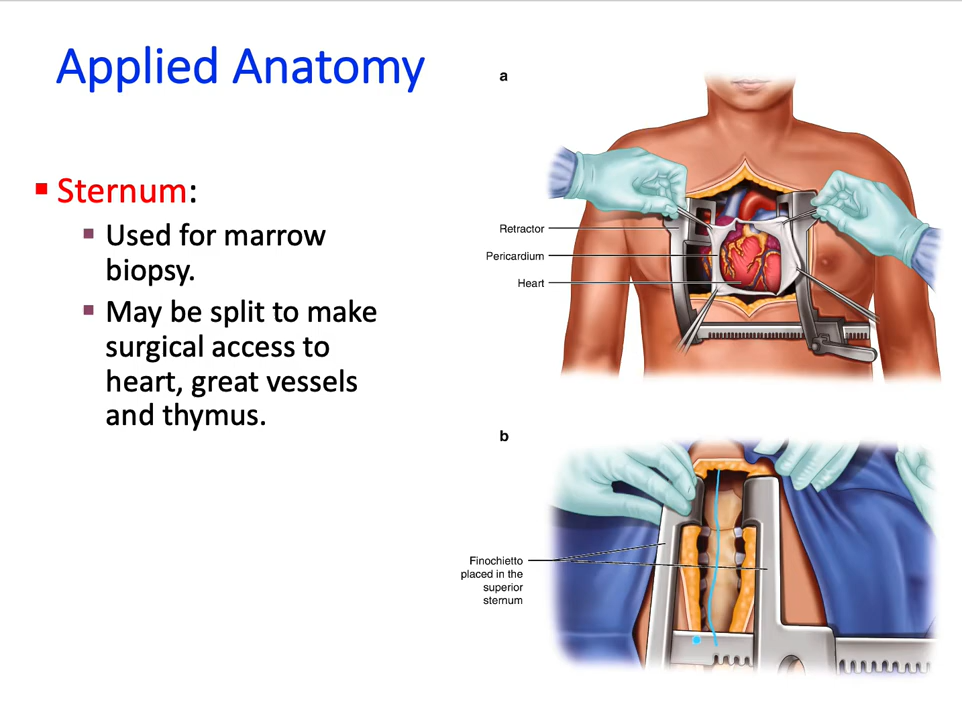 Applied Anatomy
▪ Sternum:
▪ Used for marrow
biopsy.
▪ May be split to make
surgical access to
heart, great vessels
and thymus.
a
Retractor
Pericardium
Heart
b
Finochietto
placed in the
superior
sternum